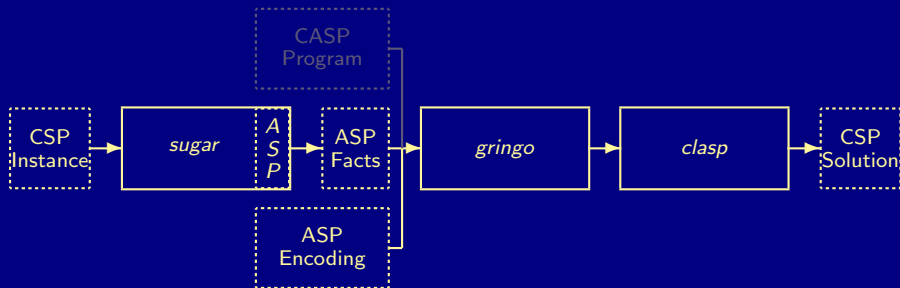 CASP
Program
CSP
Instance
sugar
A
S
P
ASP
Facts
gringo
clasp
CSP
Solution
ASP
Encoding